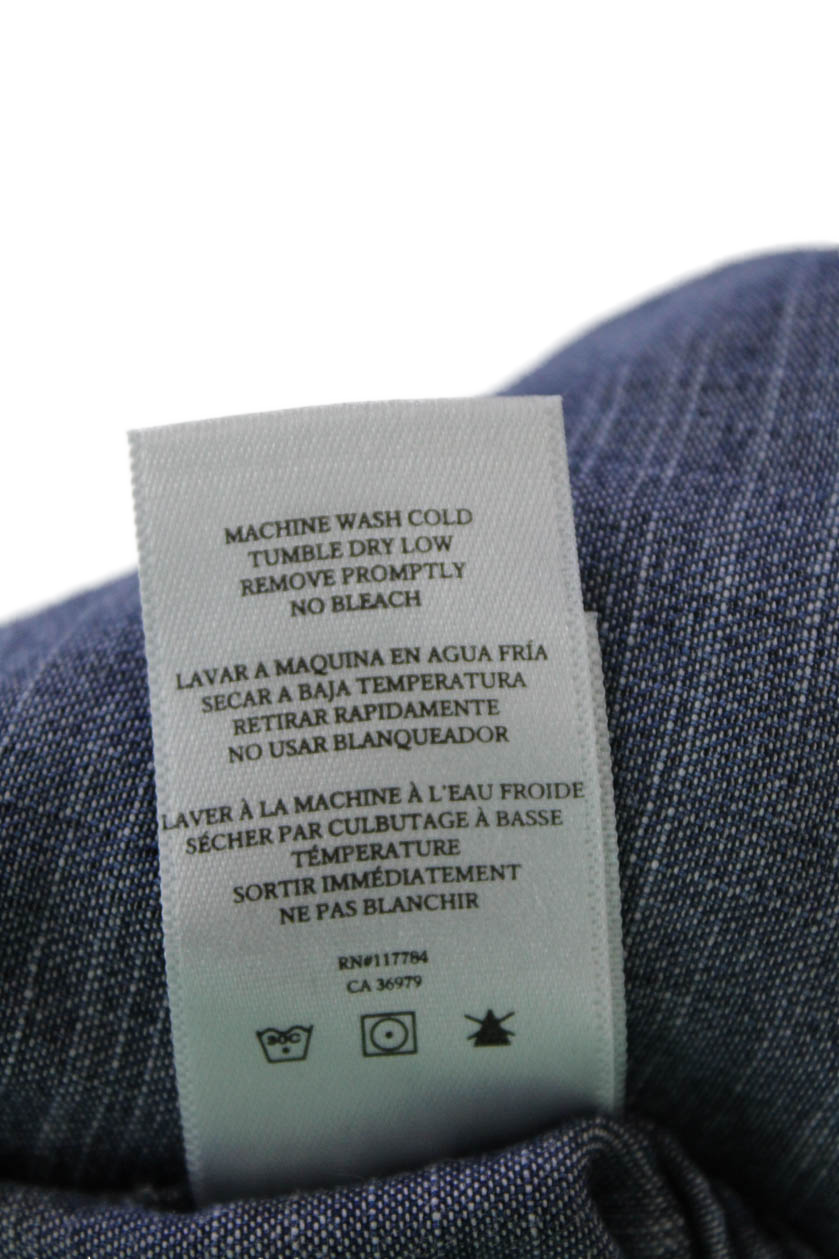 MACHINE WASH COLD
TUMBLE DRY LOW
REMOVE PROMPTLY
NO BLEACH
LAVAR A MAQUINA EN AGUA FRÍA
SECAR A BAJA TEMPERATURA
RETIRAR RAPIDAMENTE
NO USAR BLANQUEADOR
LAVER À LA MACHINE À L'EAU FROIDE
SÉCHER PAR CULBUTAGE À BASSE
TÉMPERATURE
SORTIR IMMÉDIATEMENT
NE PAS BLANCHIR
RN#117784
CA 36979
30C